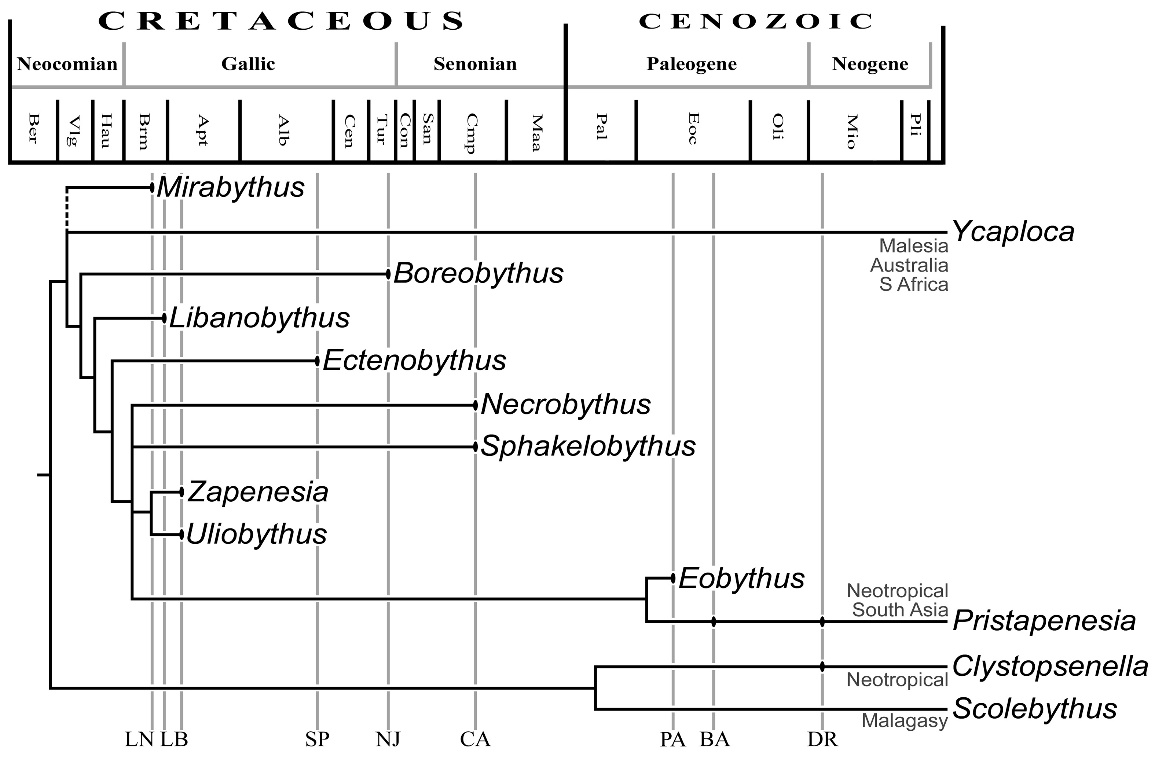 CRETACEOUS CENOZOIC
Neocomian Gallic Senonian Paleogene Neogene
Ber Vlg Hau Brm Apt Alb Cen Tur Con San Cmp Maa Pal Eoc Oli Mio Pli
Mirabythus
Ycaploca
Malesia
Australia
S Africa
Boreobythus
Libanobythus
Ectenobythus
Necrobythus
Sphakelobythus
Zapenesia
Uliobythus
Eobythus
Neotropical
South Asia
Pristapenesia
Clystopsenella
Neotropical
Scolebythus
Malagasy
LN LB SP NJ CA PA BA DR